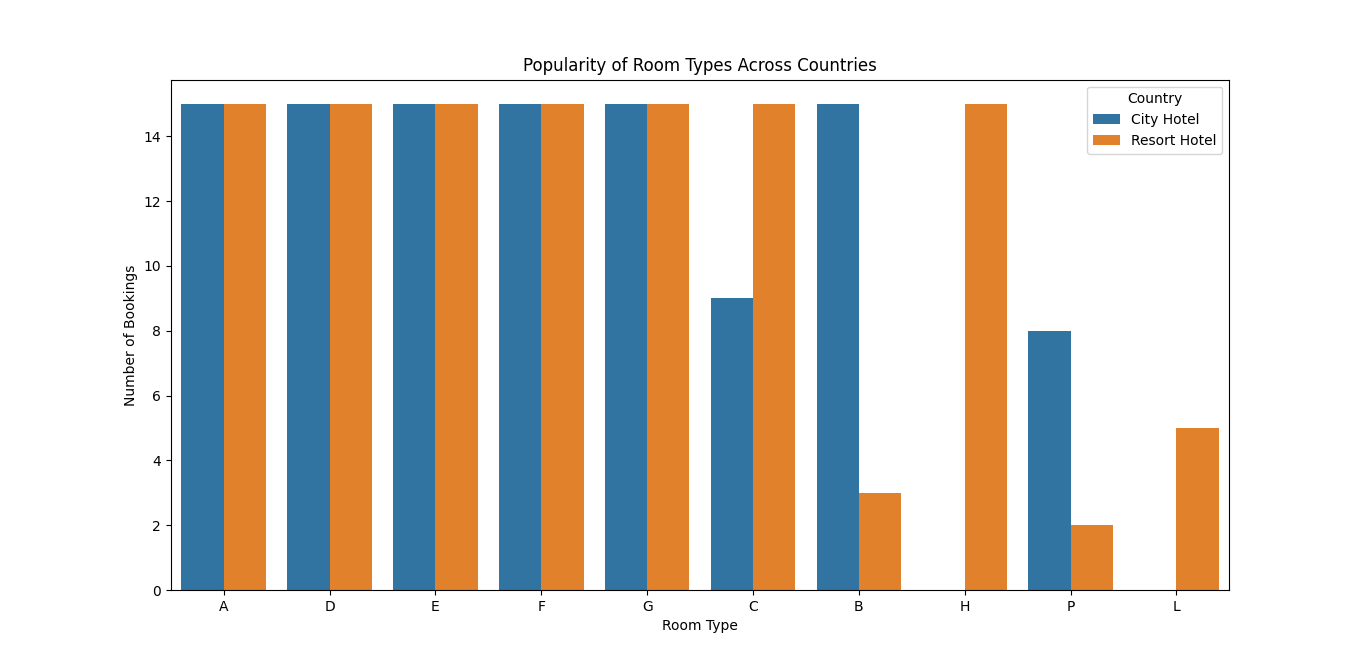 Popularity of Room Types Across Countries
Country
City Hotel
Resort Hotel
14
12
10
8
6
4
2
0
Number of Bookings
A D E F G C B H P L
Room Type